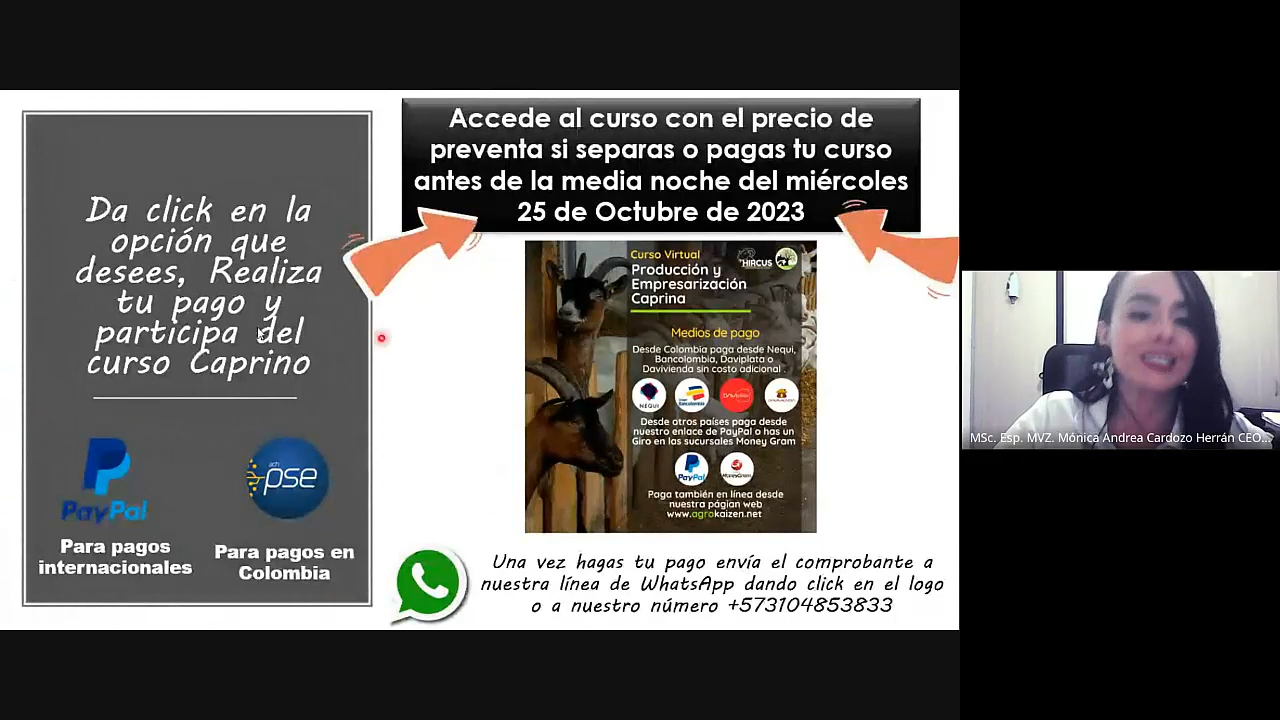 Da click en la
opción que
desees, Realiza
tu pago y
participa del
curso Caprino
PayPal
Para pagos
internacionales
ach
pse
Para pagos en
Colombia
Accede al curso con el precio de
preventa si separas o pagas tu curso
antes de la media noche del miércoles
25 de Octubre de 2023
Curso Virtual
HIRCUS
Producción y
Empresarización
Caprina
Medios de pago
Desde Colombia paga desde Nequi,
Bancolombia, Daviplata o
Davivienda sin costo adicional.
NEQUI
Bancolombia
Desde otros países paga desde
nuestro enlace de PayPal o has un
Giro en las sucursales Money Gram
PayPal
MoneyGram
Paga también en línea desde
nuestra págian web
www.agrokaizen.net
Una vez hagas tu pago envía el comprobante a
nuestra línea de WhatsApp dando click en el logo
o a nuestro número +573104853833
MSc. Esp. MVZ. Mónica Andrea Cardozo Herrán CEO...